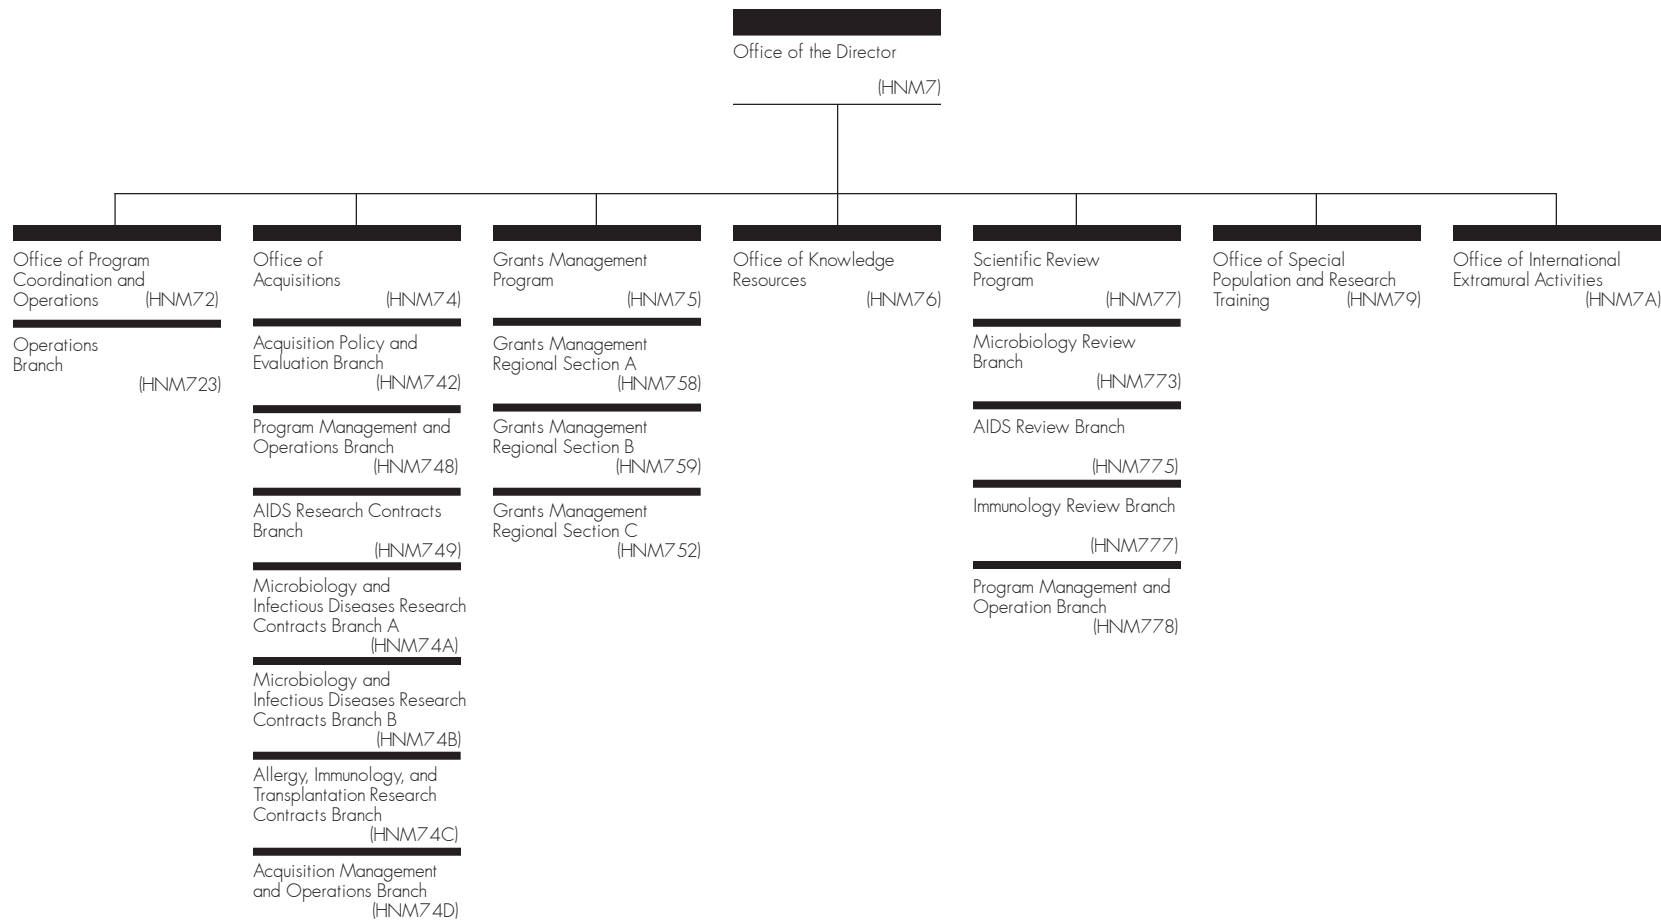 Office of the Director
(HNM7)
Office of Program
Coordination and
Operations (HNM72)
Operations
Branch
(HNM723)
Office of
Acquisitions
(HNM74)
Acquisition Policy and
Evaluation Branch
(HNM742)
Program Management and
Operations Branch
(HNM748)
AIDS Research Contracts
Branch
(HNM749)
Microbiology and
Infectious Diseases Research
Contracts Branch A
(HNM74A)
Microbiology and
Infectious Diseases Research
Contracts Branch B
(HNM74B)
Allergy, Immunology, and
Transplantation Research
Contracts Branch
(HNM74C)
Acquisition Management
and Operations Branch
(HNM74D)
Grants Management
Program
(HNM75)
Grants Management
Regional Section A
(HNM758)
Grants Management
Regional Section B
(HNM759)
Grants Management
Regional Section C
(HNM752)
Office of Knowledge
Resources
(HNM76)
Scientific Review
Program
(HNM77)
Microbiology Review
Branch
(HNM773)
AIDS Review Branch
(HNM775)
Immunology Review Branch
(HNM777)
Program Management and
Operation Branch
(HNM778)
Office of Special
Population and Research
Training (HNM79)
Office of International
Extramural Activities
(HNM7A)